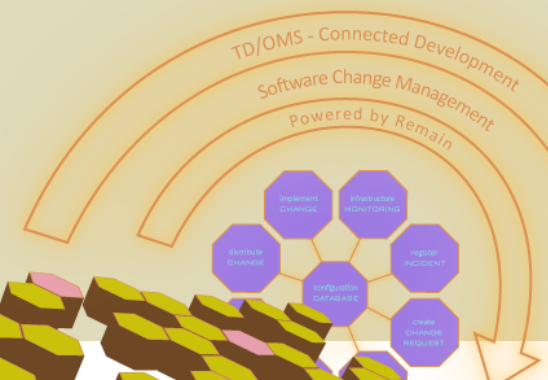 TD/OMS - Connected Development
Software Change Management
Powered by Remain
implement
CHANGE
infrastructure
MONITORING
distribute
CHANGE
register
INCIDENT
configuration
DATABASE
create
CHANGE
REQUEST